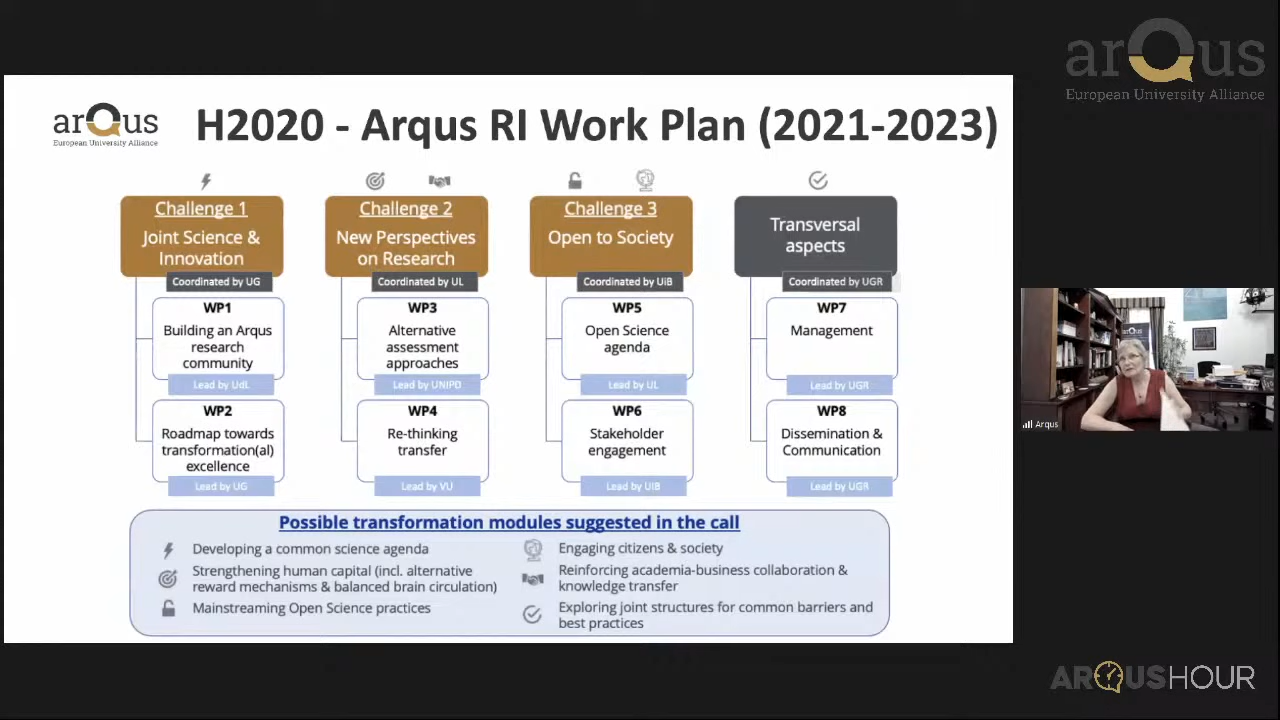 arQus
European University Alliance
arQus
European University Alliance
H2020 - Arqus RI Work Plan (2021-2023)
Challenge 1
Joint Science &
Innovation
Coordinated by UG
WP1
Building an Arqus
research
community
Lead by UdL
WP2
Roadmap towards
transformation(al)
excellence
Lead by UG
Challenge 2
New Perspectives
on Research
Coordinated by UL
WP3
Alternative
assessment
approaches
Lead by UNIPD
WP4
Re-thinking
transfer
Lead by VU
Challenge 3
Open to Society
Coordinated by UiB
WP5
Open Science
agenda
Lead by UL
WP6
Stakeholder
engagement
Lead by UIB
Transversal
aspects
Coordinated by UGR
WP7
Management
Lead by UGR
WP8
Dissemination &
Communication
Lead by UGR
Possible transformation modules suggested in the call
Developing a common science agenda
Strengthening human capital (incl. alternative
reward mechanisms & balanced brain circulation)
Mainstreaming Open Science practices
Engaging citizens & society
Reinforcing academia-business collaboration &
knowledge transfer
Exploring joint structures for common barriers and
best practices
arQus
Arqus
ARQUS HOUR